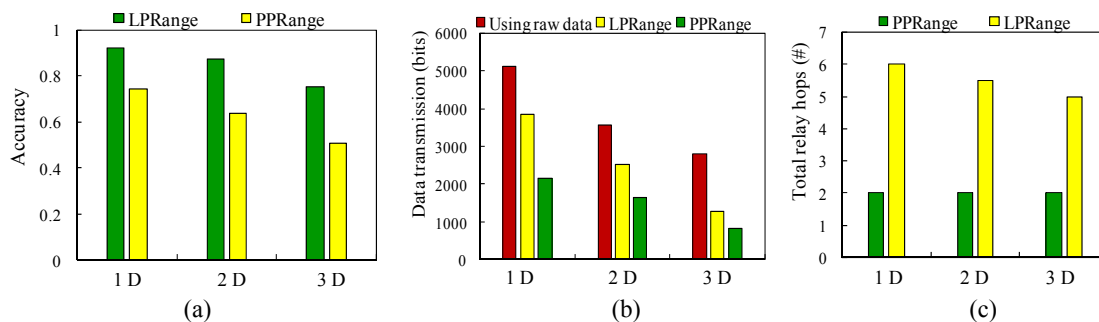 LPRange PPRange
Accuracy
1
0.8
0.6
0.4
0.2
0
1 D 2 D 3 D
(a)
Using raw data LPRange PPRange
Data transmission (bits)
6000
5000
4000
3000
2000
1000
0
1 D 2 D 3 D
(b)
PPRange LPRange
Total relay hops (#)
7
6
5
4
3
2
1
0
1 D 2 D 3 D
(c)